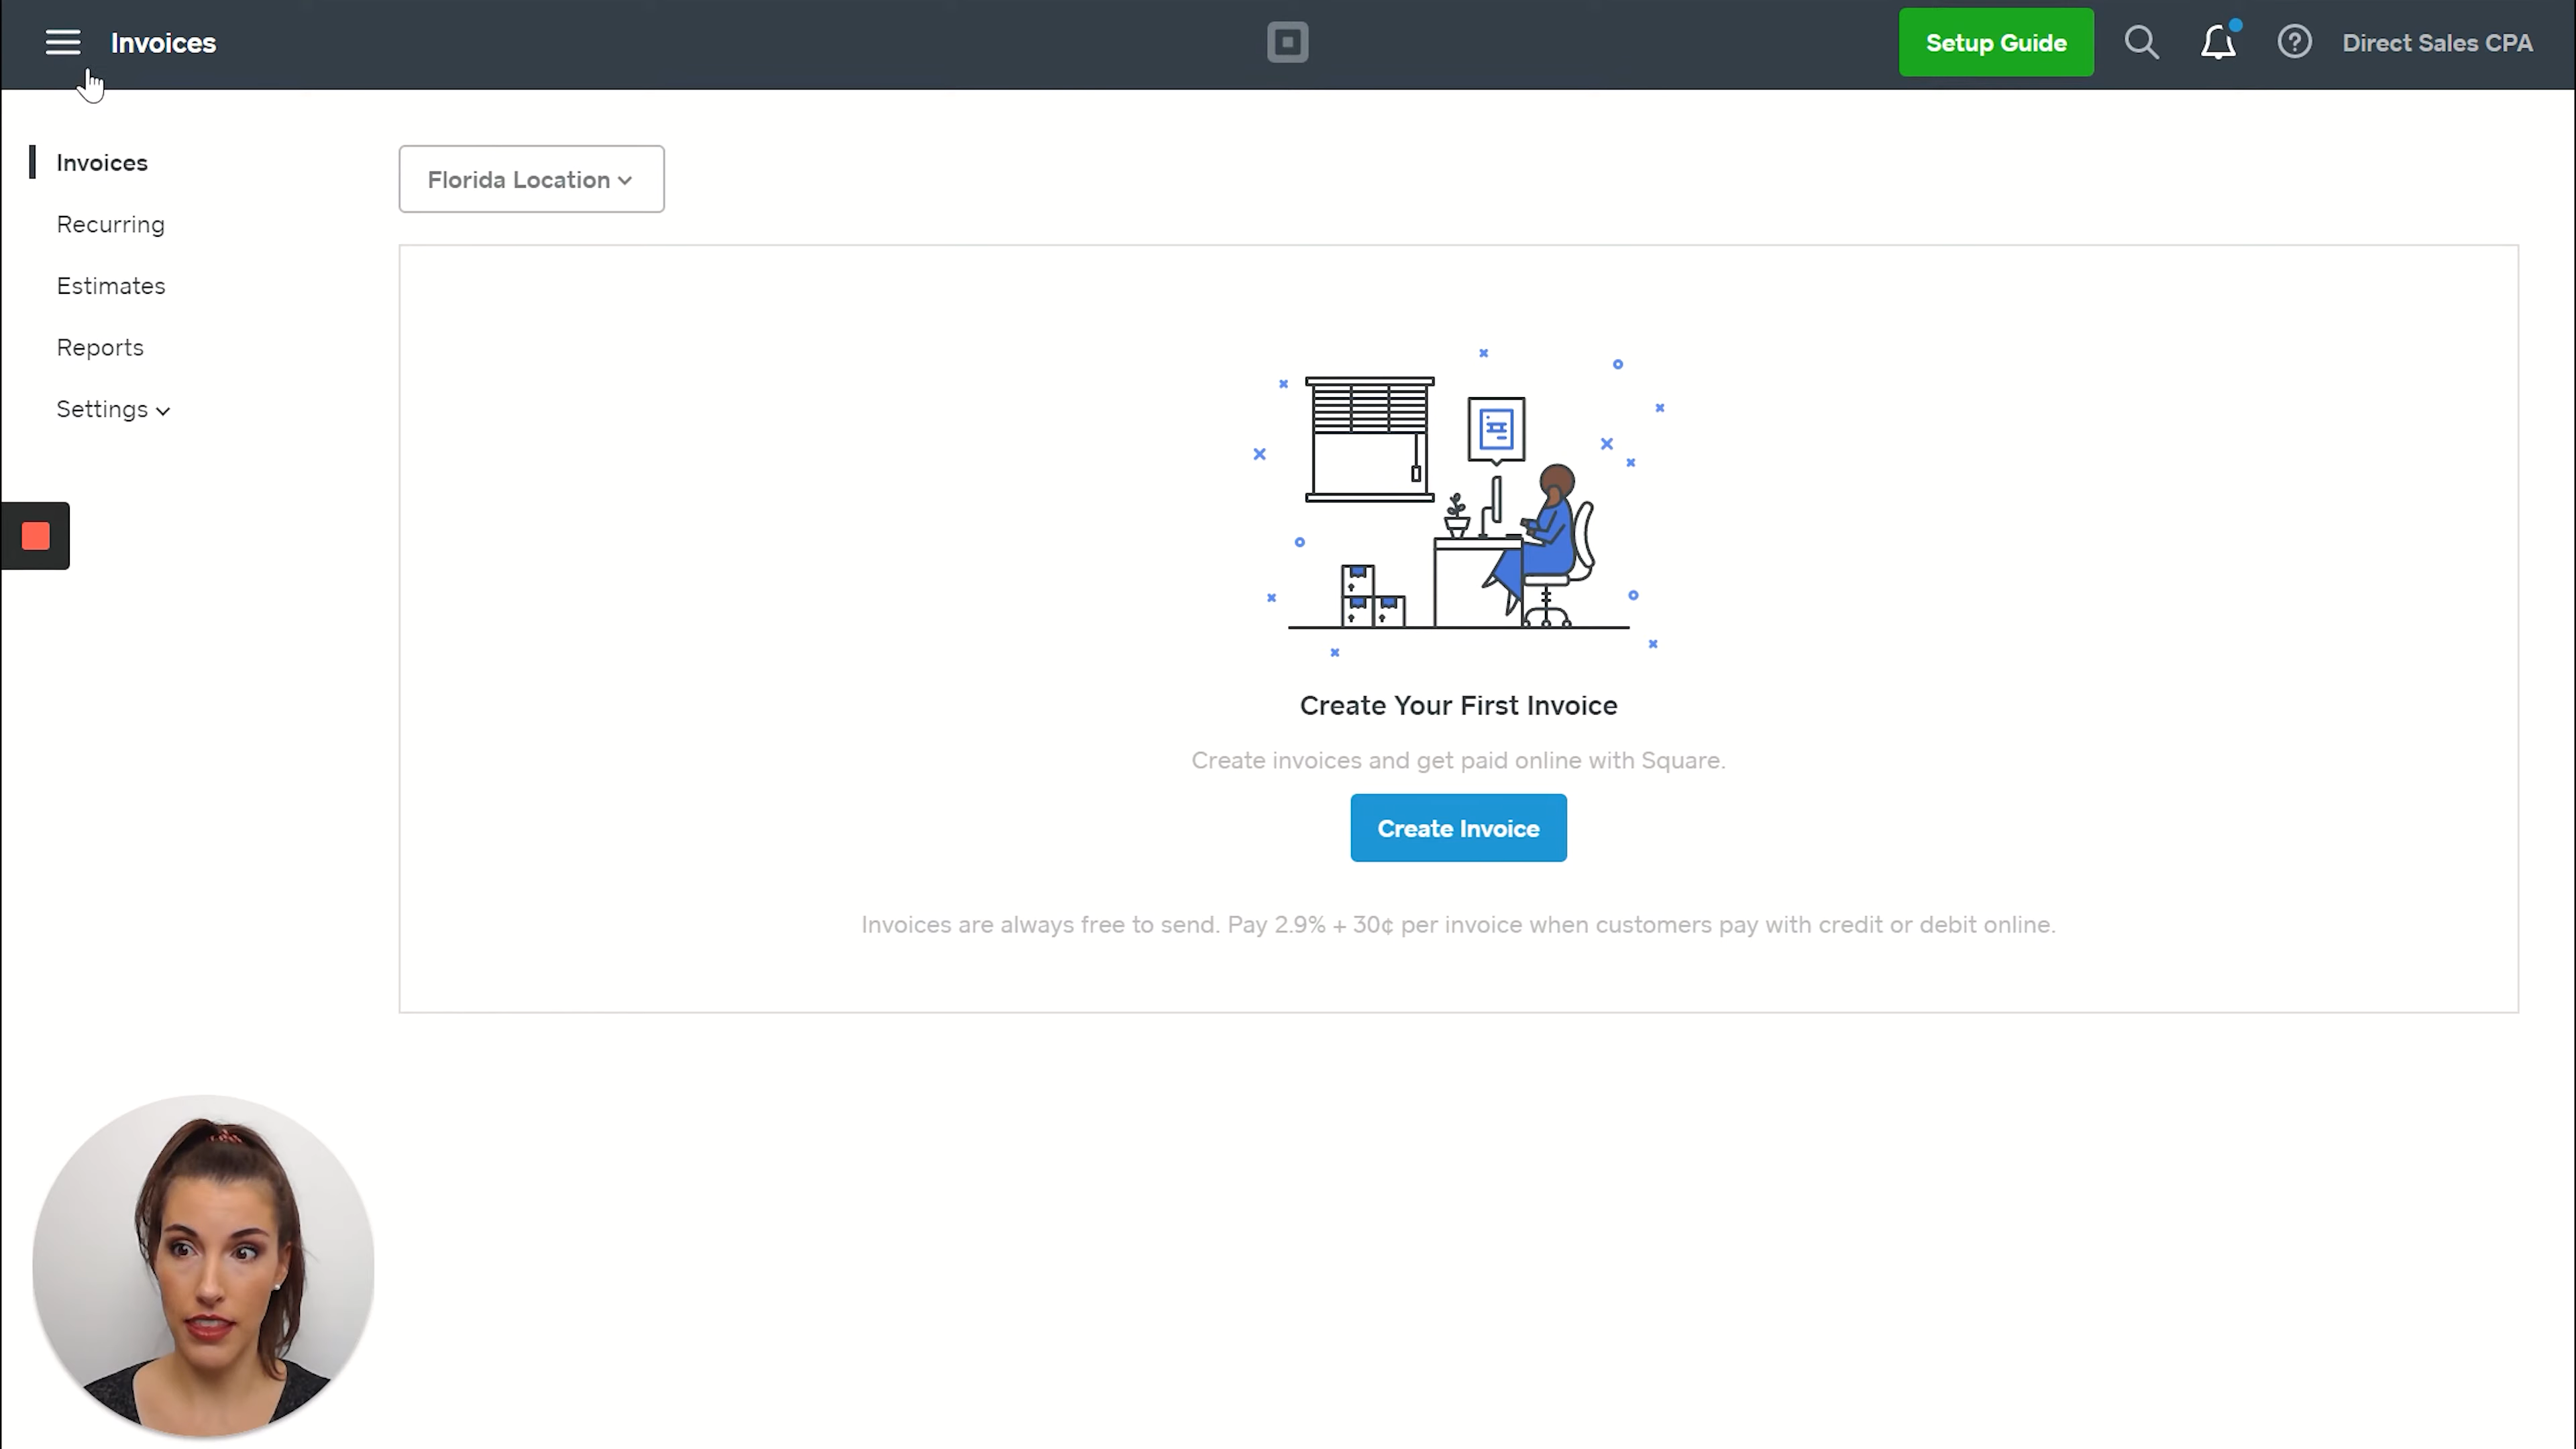 Invoices
Setup Guide
Direct Sales CPA
Invoices
Recurring
Estimates
Reports
Settings
Florida Location
Create Your First Invoice
Create invoices and get paid online with Square.
Create Invoice
Invoices are always free to send. Pay 2.9% + 30¢ per invoice when customers pay with credit or debit online.